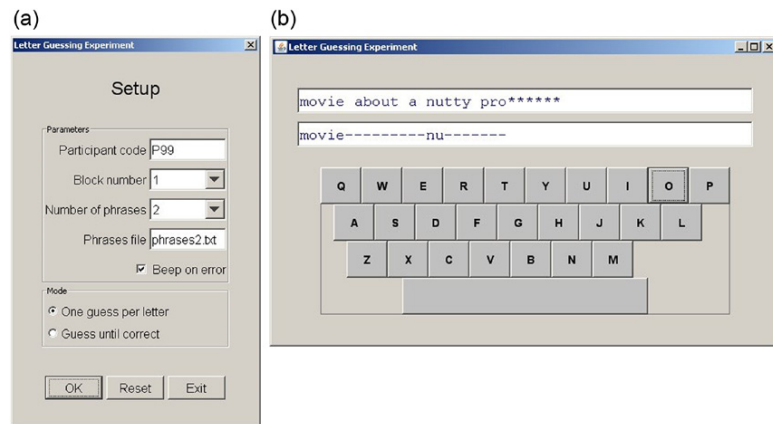 (a)
Letter Guessing Experiment
Setup
Parameters
Participant code P99
Block number 1
Number of phrases 2
Phrases file phrases2.txt
Beep on error
Mode
One guess per letter
Guess until correct
OK Reset Exit
(b)
Letter Guessing Experiment
movie about a nutty pro******
movie---------nu-------
Q W E R T Y U I O P
A S D F G H J K L
Z X C V B N M